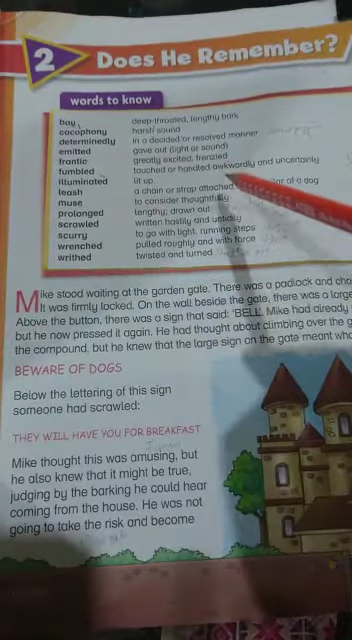 2 Does He Remember?
words to know
bay deep-throated, lengthy bark
cacophony harsh sound
determinedly in a decided or resolved manner
emitted gave out (light or sound)
frantic greatly excited; frenzied
fumbled touched or handled awkwardly and uncertainly
illuminated lit up
leash a chain or strap attached of a dog
muse to consider thoughtfully
prolonged lengthy; drawn out
scrawled written hastily and untidily
scurry to go with light, running steps
wrenched pulled roughly and with force
writhed twisted and turned
Mike stood waiting at the garden gate. There was a padlock and
It was firmly locked. On the wall beside the gate, there was a large
Above the button, there was a sign that said: 'BELL'. Mike had already
but he now pressed it again. He had thought about climbing over the
the compound, but he knew that the large sign on the gate meant
BEWARE OF DOGS
Below the lettering of this sign
someone had scrawled:
THEY WILL HAVE YOU FOR BREAKFAST
Mike thought this was amusing, but
he also knew that it might be true,
judging by the barking he could hear
coming from the house. He was not
going to take the risk and become